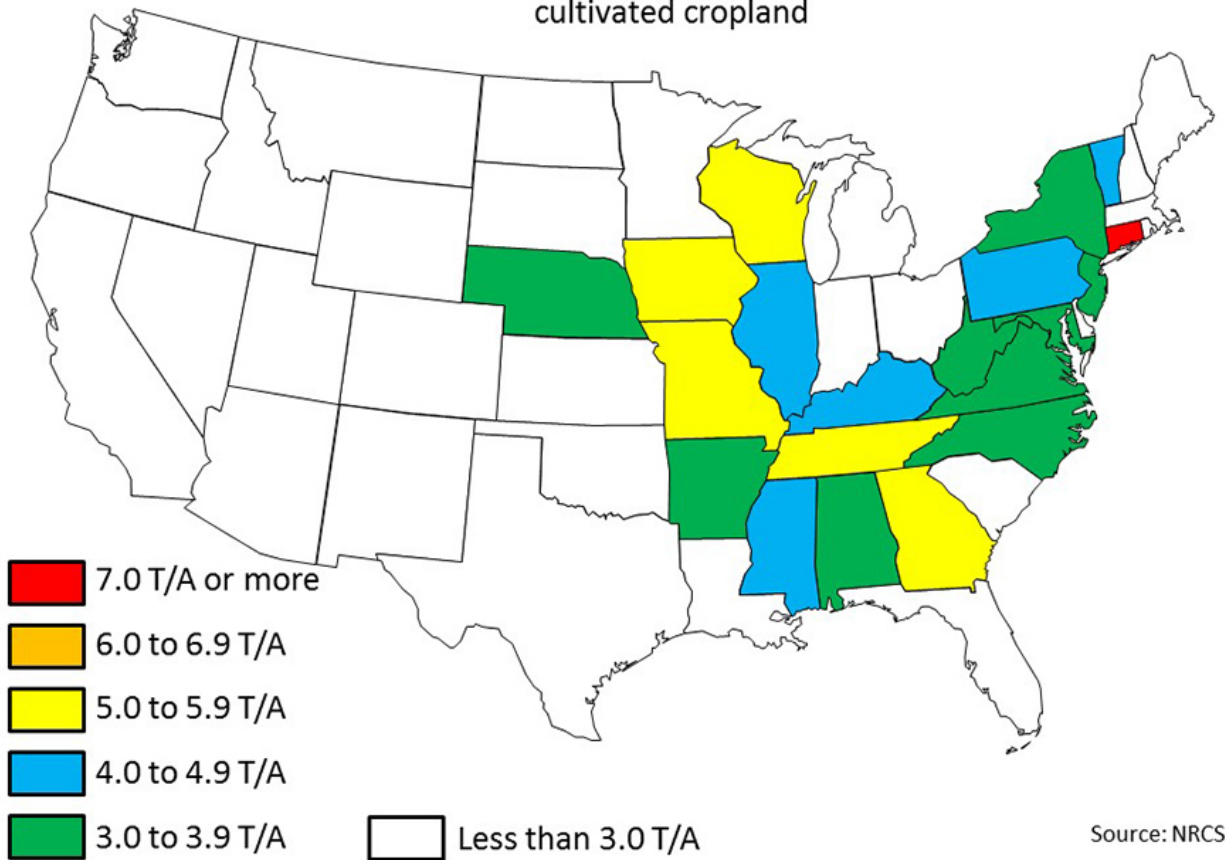 cultivated cropland
7.0 T/A or more
6.0 to 6.9 T/A
5.0 to 5.9 T/A
4.0 to 4.9 T/A
3.0 to 3.9 T/A
Less than 3.0 T/A
Source: NRCS